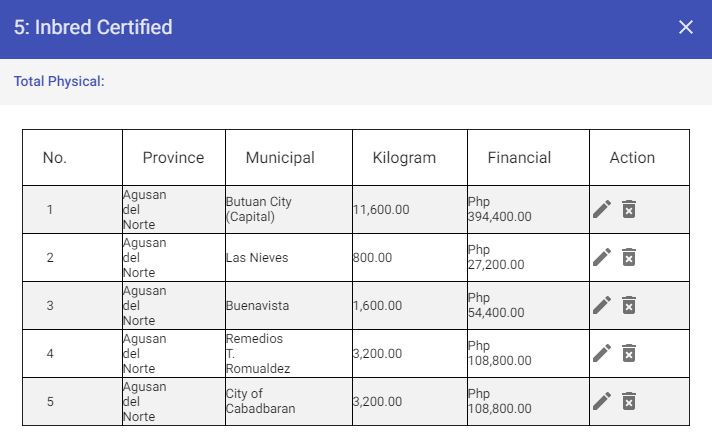 5: Inbred Certified
Total Physical:
No. Province Municipal Kilogram Financial Action
1 Agusan del Norte Butuan City (Capital) 11,600.00 Php 394,400.00
2 Agusan del Norte Las Nieves 800.00 Php 27,200.00
3 Agusan del Norte Buenavista 1,600.00 Php 54,400.00
4 Agusan del Norte Remedios T. Romualdez 3,200.00 Php 108,800.00
5 Agusan del Norte City of Cabadbaran 3,200.00 Php 108,800.00